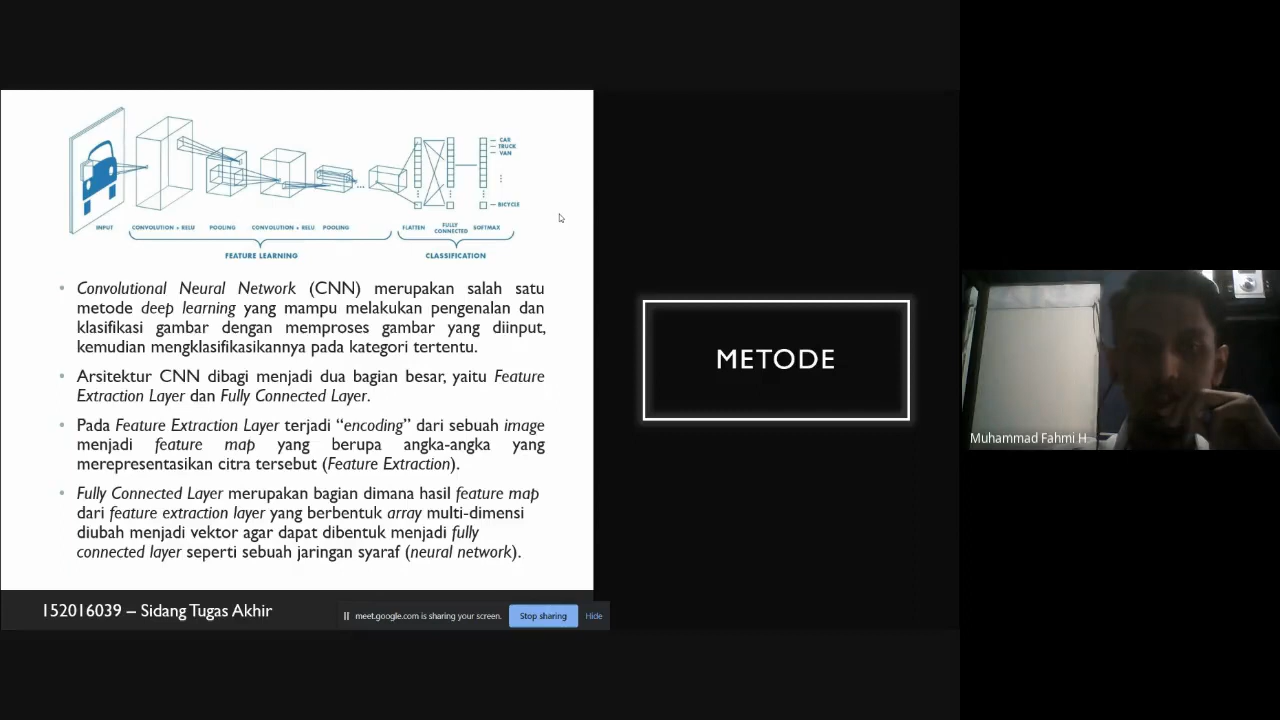 CAR
TRUCK
VAN
BICYCLE
INPUT CONVOLUTION + RELU POOLING CONVOLUTION + RELU POOLING FLATTEN FULLY CONNECTED SOFTMAX
FEATURE LEARNING CLASSIFICATION
• Convolutional Neural Network (CNN) merupakan salah satu
metode deep learning yang mampu melakukan pengenalan dan
klasifikasi gambar dengan memproses gambar yang diinput,
kemudian mengklasifikasikannya pada kategori tertentu.
• Arsitektur CNN dibagi menjadi dua bagian besar, yaitu Feature
Extraction Layer dan Fully Connected Layer.
• Pada Feature Extraction Layer terjadi “encoding” dari sebuah image
menjadi feature map yang berupa angka-angka yang
merepresentasikan citra tersebut (Feature Extraction).
• Fully Connected Layer merupakan bagian dimana hasil feature map
dari feature extraction layer yang berbentuk array multi-dimensi
diubah menjadi vektor agar dapat dibentuk menjadi fully
connected layer seperti sebuah jaringan syaraf (neural network).
152016039 – Sidang Tugas Akhir
meet.google.com is sharing your screen. Stop sharing Hide
METODE
Muhammad Fahmi H